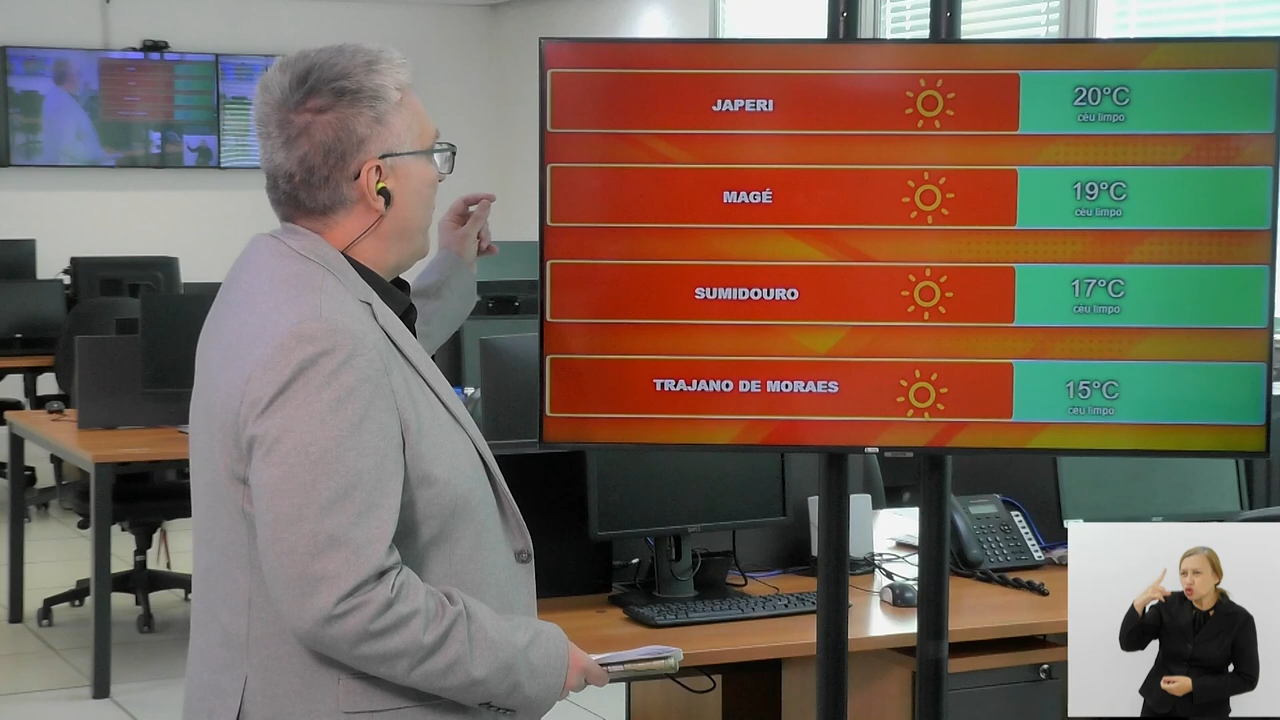 JAPERI
20°C
céu limpo
MAGÉ
19°C
céu limpo
SUMIDOURO
17°C
céu limpo
TRAJANO DE MORAES
15°C
céu limpo